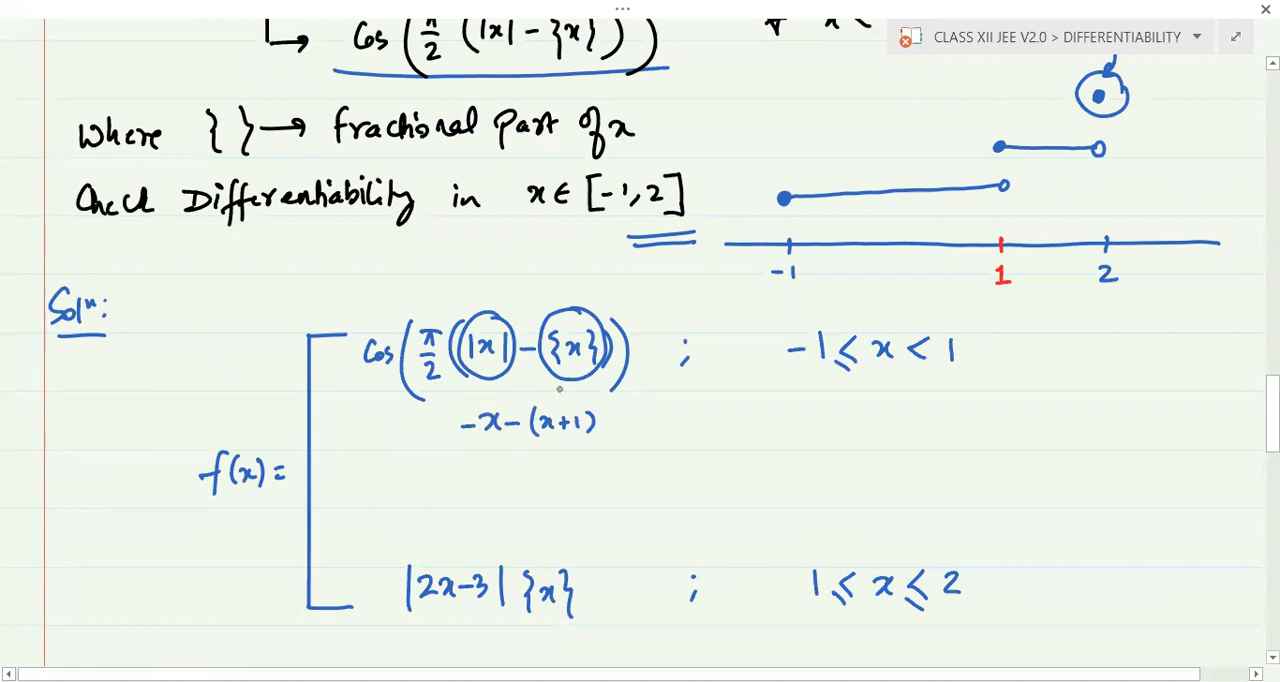 ...
CLASS XII JEE V2.0 > DIFFERENTIABILITY
↳ Cos (π/2 (|x| - {x})) ∀ x <
Where { } → fractional part of x
Check Differentiability in x ∈ [-1, 2]
-1 1 2
Solⁿ:
Cos (π/2 (|x| - {x})) ; -1 ≤ x < 1
-x - (x+1)
f(x) =
|2x-3| {x} ; 1 ≤ x ≤ 2